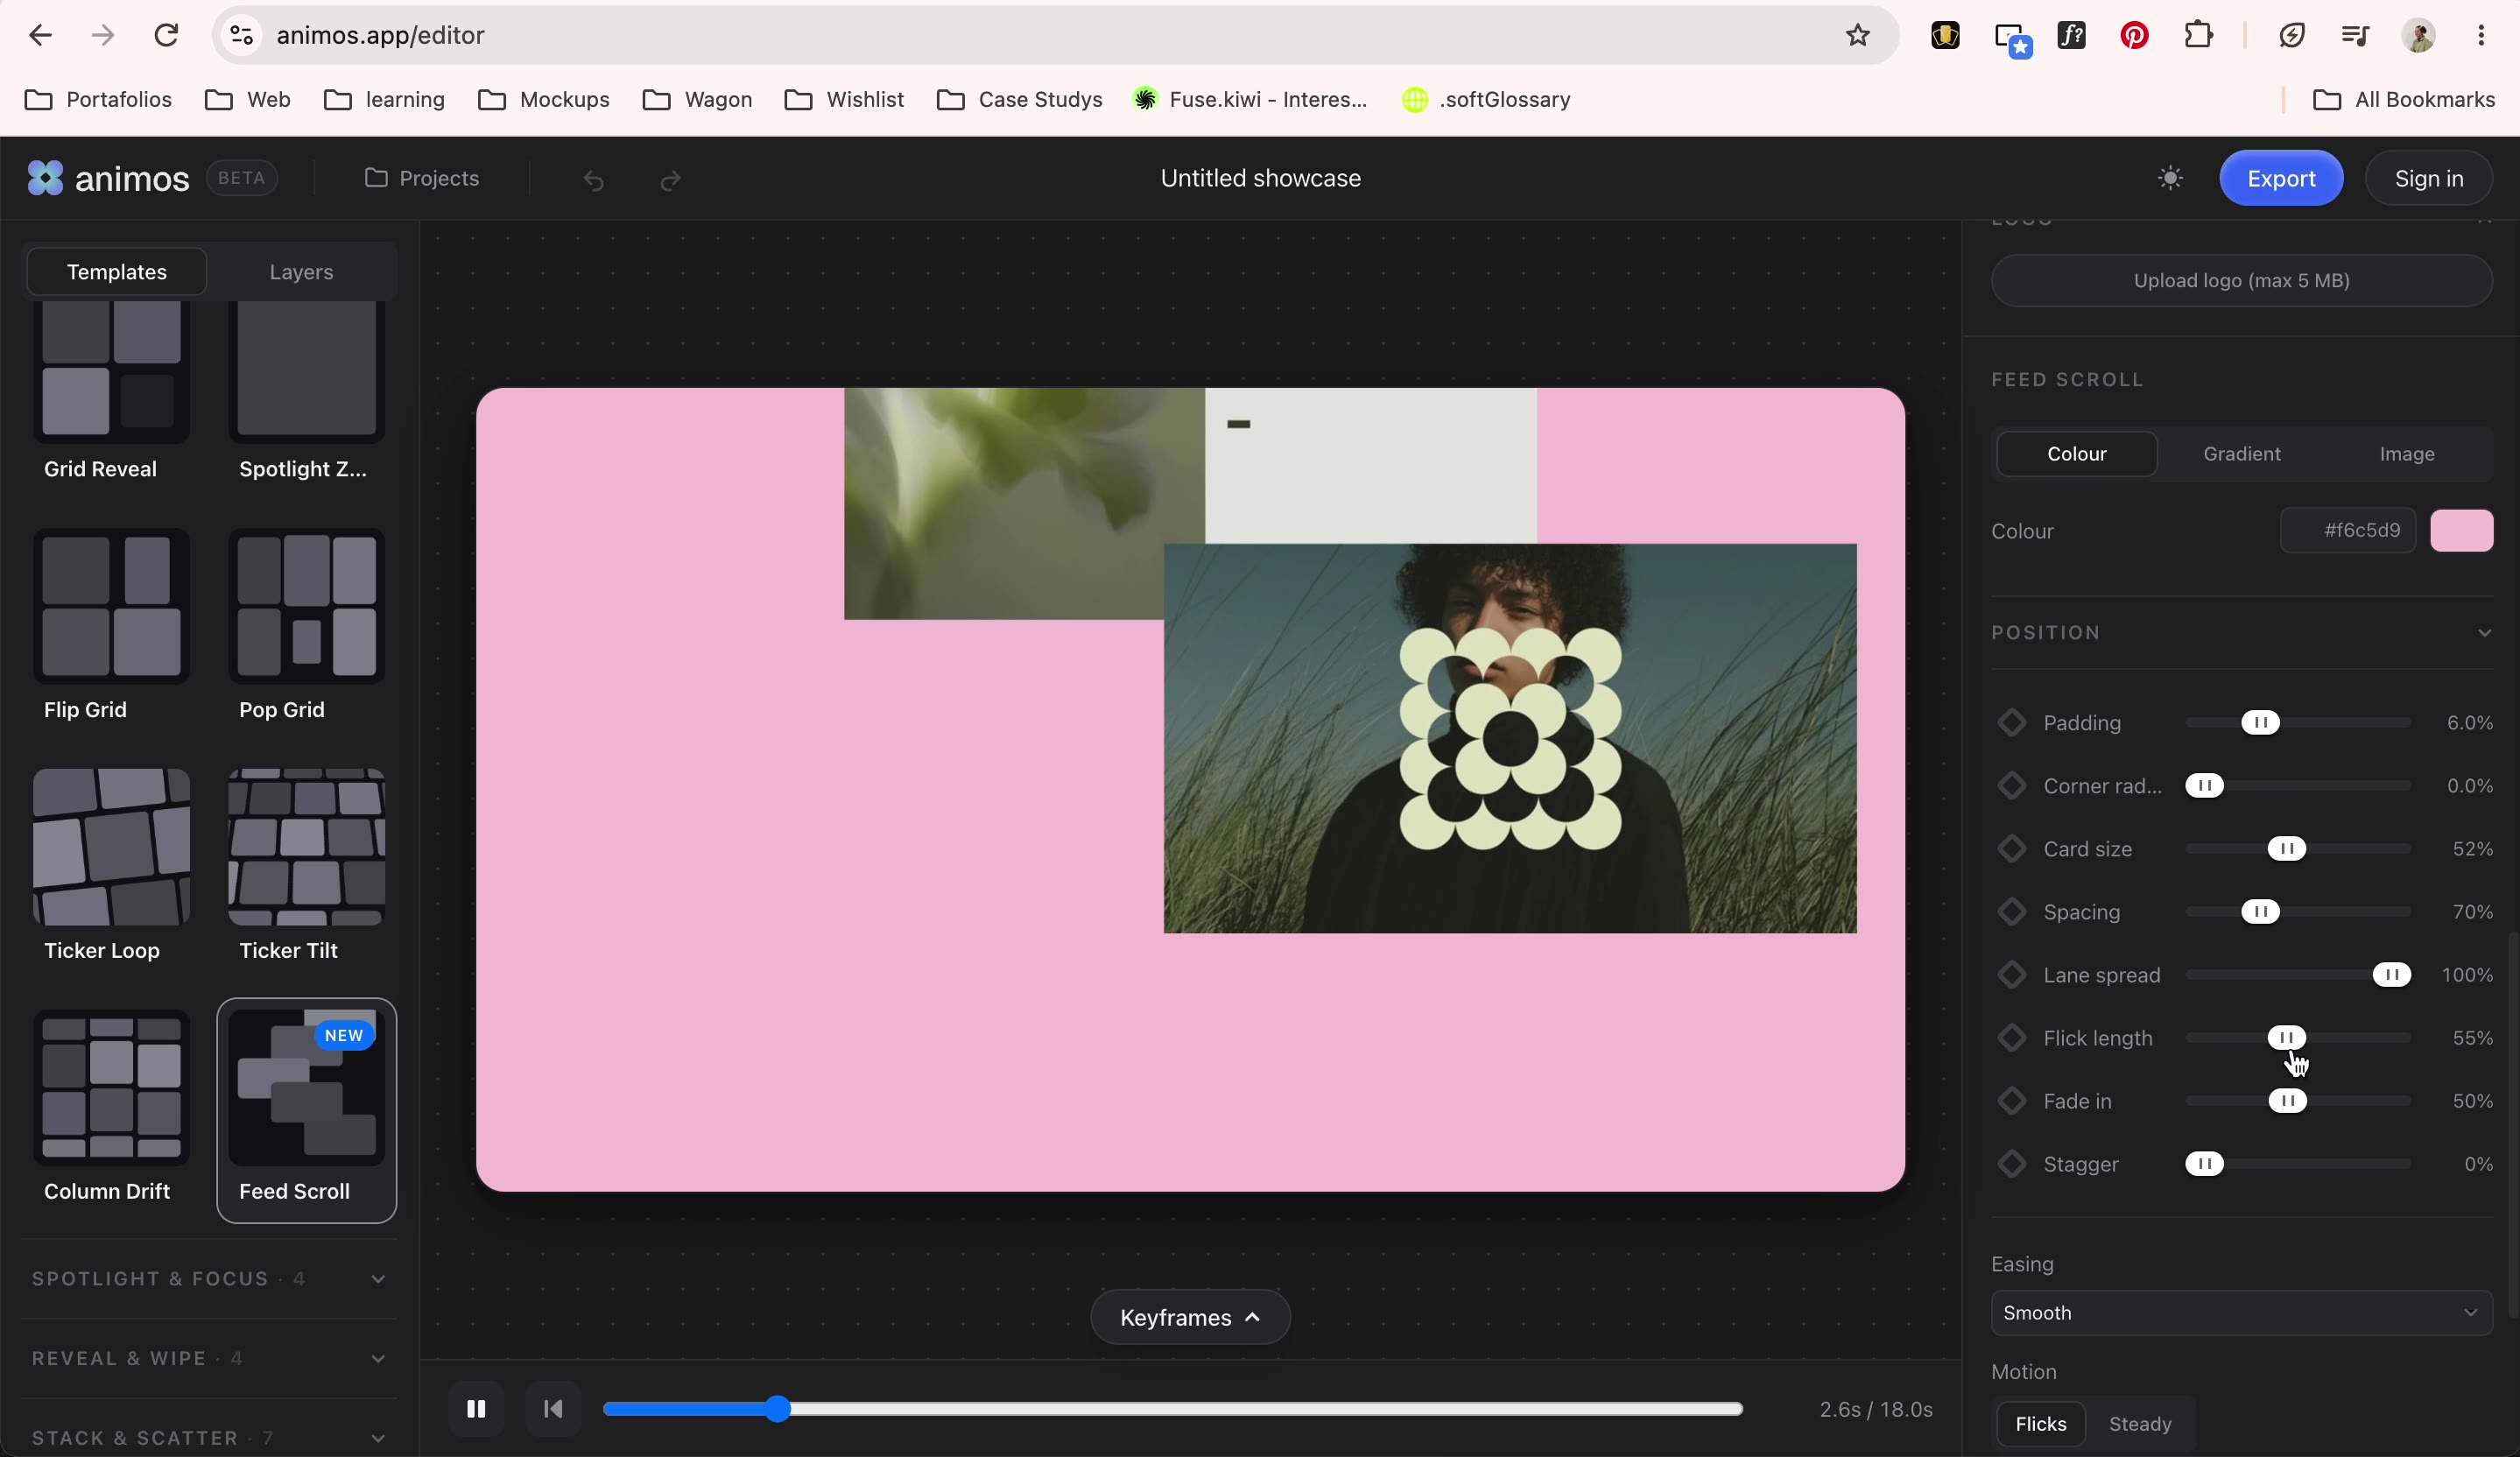 animos.app/editor
f?
Portafolios
Web
learning
Mockups
Wagon
Wishlist
Case Studys
Fuse.kiwi - Interes...
.softGlossary
All Bookmarks
animos
BETA
Projects
Untitled showcase
Export
Sign in
Templates
Layers
Grid Reveal
Spotlight Z...
Flip Grid
Pop Grid
Ticker Loop
Ticker Tilt
Column Drift
NEW
Feed Scroll
SPOTLIGHT & FOCUS · 4
REVEAL & WIPE · 4
STACK & SCATTER · 7
Keyframes
2.6s / 18.0s
Upload logo (max 5 MB)
FEED SCROLL
Colour
Gradient
Image
Colour
#f6c5d9
POSITION
Padding
6.0%
Corner rad...
0.0%
Card size
52%
Spacing
70%
Lane spread
100%
Flick length
55%
Fade in
50%
Stagger
0%
Easing
Smooth
Motion
Flicks
Steady